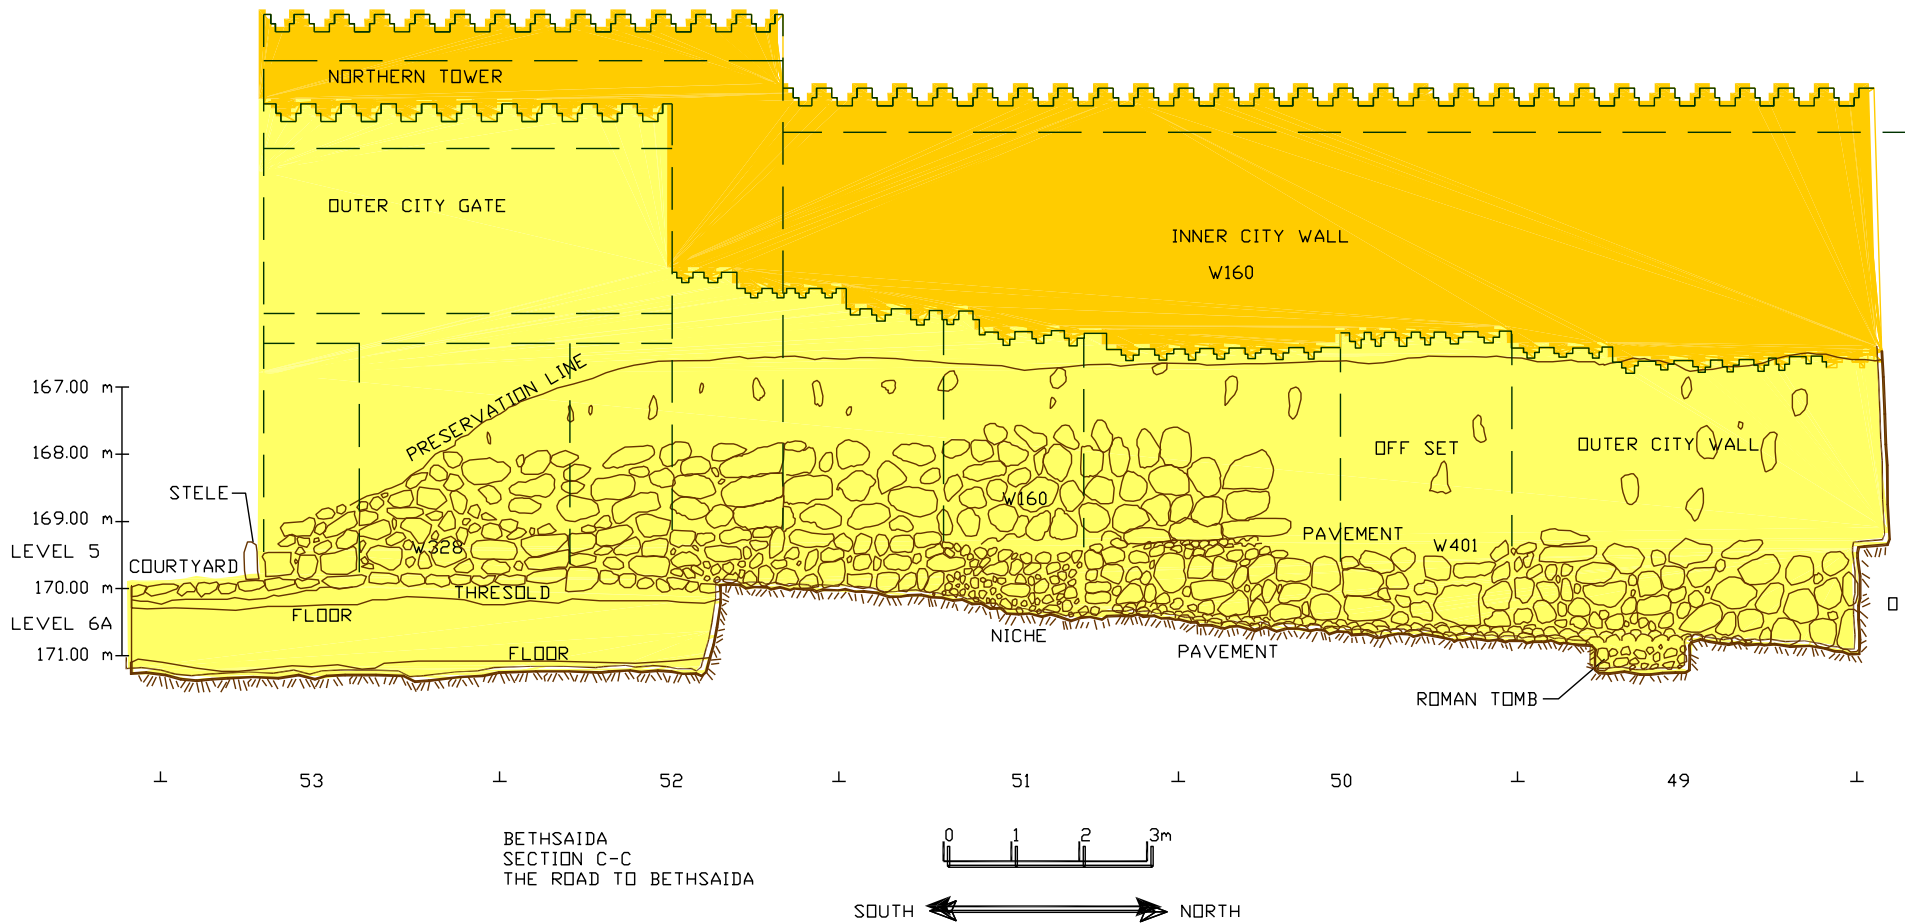 NORTHERN TOWER
OUTER CITY GATE
INNER CITY WALL
W160
PRESERVATION LINE
167.00 m
168.00 m
169.00 m
LEVEL 5
170.00 m
LEVEL 6A
171.00 m
STELE
COURTYARD
W328
THRESOLD
FLOOR
FLOOR
W160
OFF SET
OUTER CITY WALL
PAVEMENT
W401
NICHE
PAVEMENT
ROMAN TOMB
53 52 51 50 49
BETHSAIDA
SECTION C-C
THE ROAD TO BETHSAIDA
0 1 2 3m
SOUTH NORTH